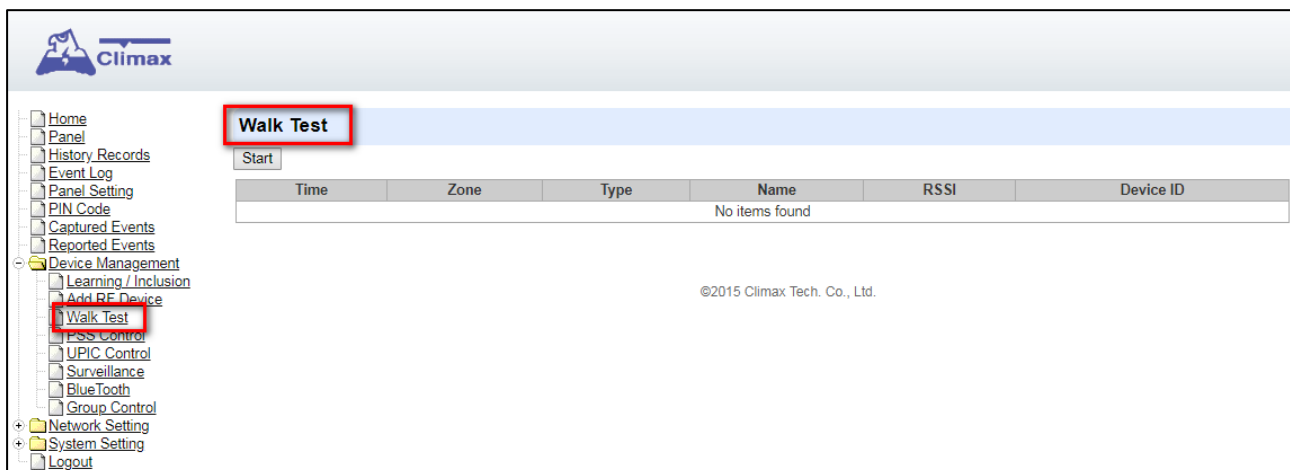 Climax
Home
Panel
History Records
Event Log
Panel Setting
PIN Code
Captured Events
Reported Events
Device Management
Learning / Inclusion
Add RF Device
Walk Test
PSS Control
UPIC Control
Surveillance
BlueTooth
Group Control
Network Setting
System Setting
Logout
Walk Test
Start
Time Zone Type Name RSSI Device ID
No items found
©2015 Climax Tech. Co., Ltd.